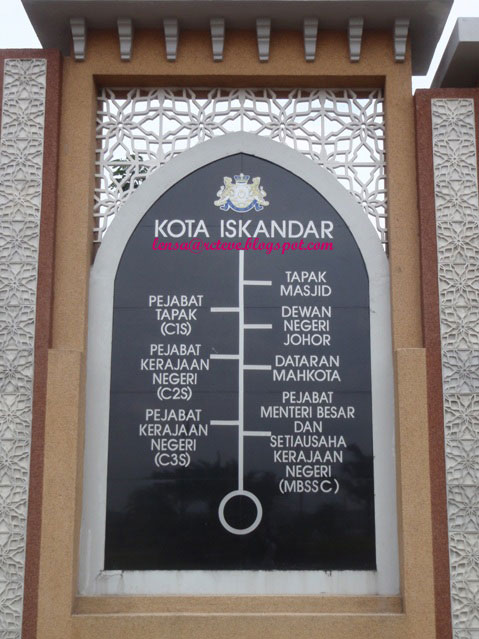 KOTA ISKANDAR
lensa@rcteve.blogspot.com
TAPAK
MASJID
PEJABAT
TAPAK
(C1S)
DEWAN
NEGERI
JOHOR
PEJABAT
KERAJAAN
NEGERI
(C2S)
DATARAN
MAHKOTA
PEJABAT
KERAJAAN
NEGERI
(C3S)
PEJABAT
MENTERI BESAR
DAN
SETIAUSAHA
KERAJAAN
NEGERI
(MBSSC)